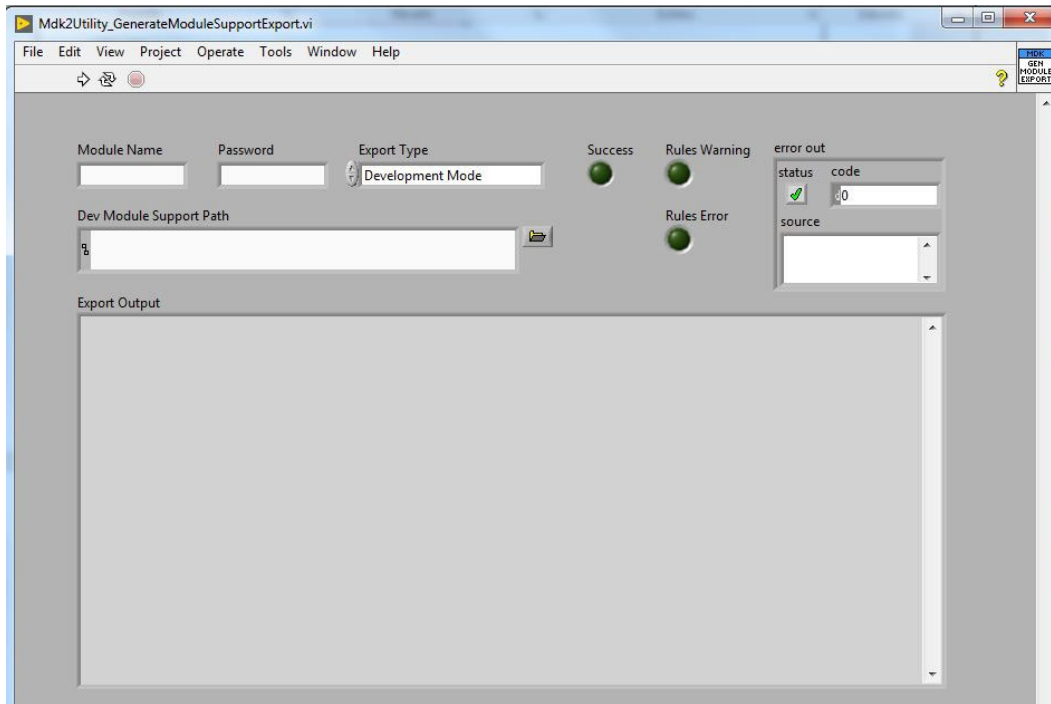 Mdk2Utility_GenerateModuleSupportExport.vi
File Edit View Project Operate Tools Window Help
MDK
GEN
MODULE
EXPORT
Module Name Password Export Type Success Rules Warning error out
Development Mode
status code
0
Dev Module Support Path Rules Error source
Export Output